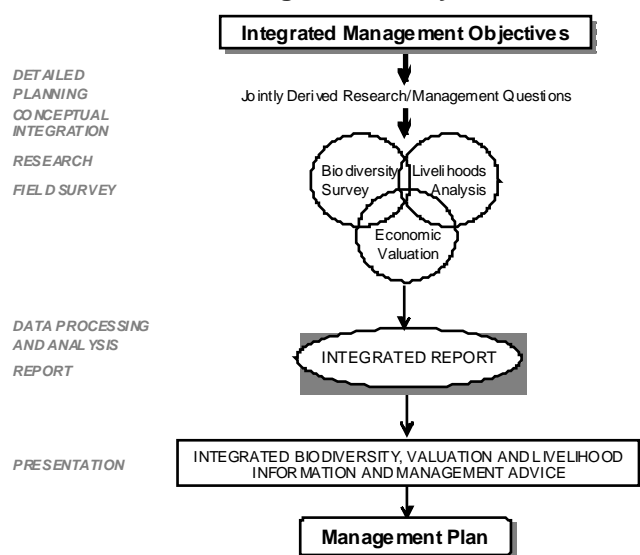 Integrated Management Objectives
DETAILED
PLANNING
CONCEPTUAL
INTEGRATION
Jointly Derived Research/Management Questions
RESEARCH
FIELD SURVEY
Biodiversity
Survey
Livelihoods
Analysis
Economic
Valuation
DATA PROCESSING
AND ANALYSIS
REPORT
INTEGRATED REPORT
PRESENTATION
INTEGRATED BIODIVERSITY, VALUATION AND LIVELIHOOD
INFORMATION AND MANAGEMENT ADVICE
Management Plan